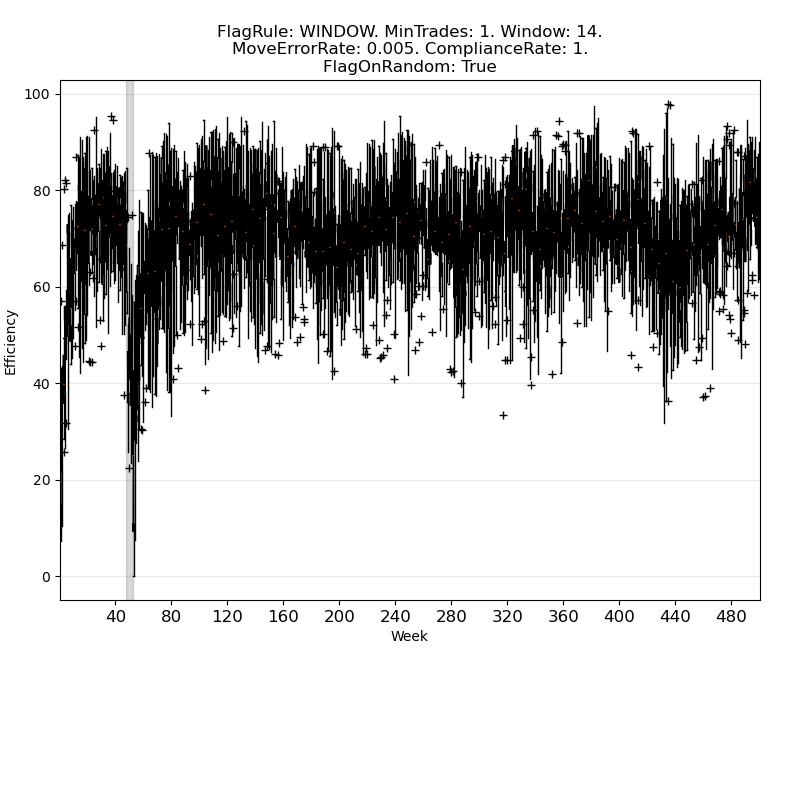 FlagRule: WINDOW. MinTrades: 1. Window: 14.
MoveErrorRate: 0.005. ComplianceRate: 1.
FlagOnRandom: True
100
80
60
40
20
0
Efficiency
40 80 120 160 200 240 280 320 360 400 440 480
Week